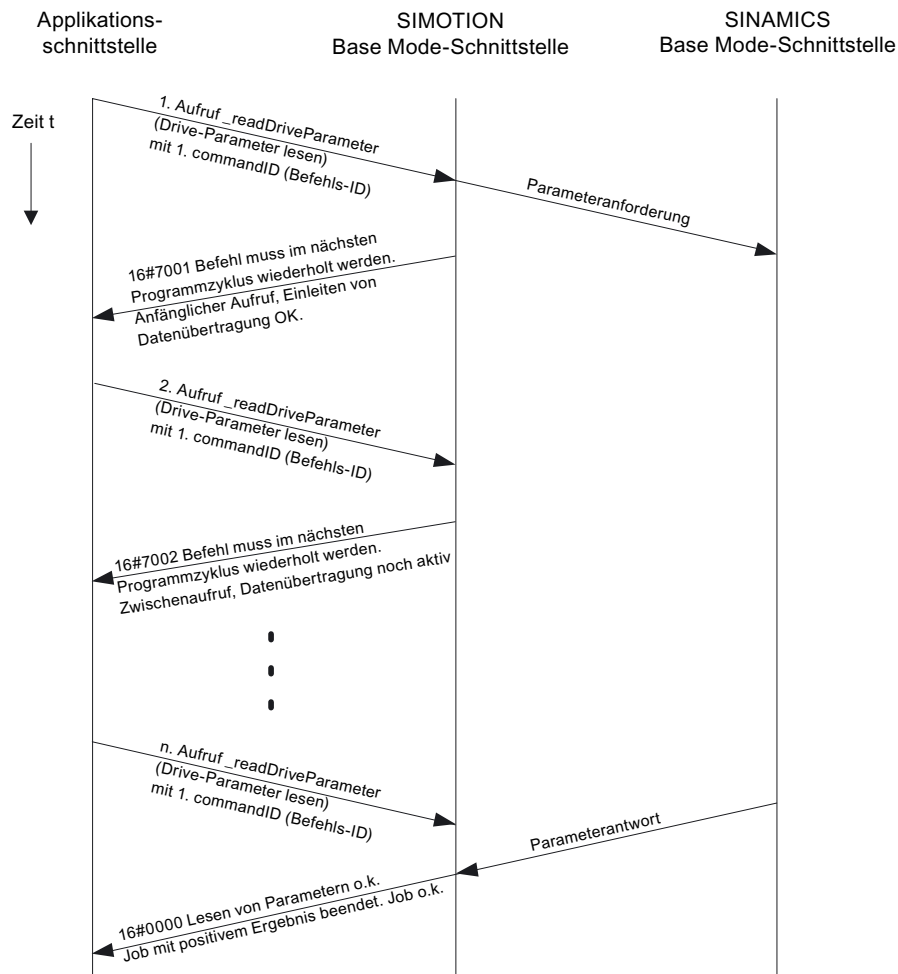 Applikations-
schnittstelle
SIMOTION
Base Mode-Schnittstelle
SINAMICS
Base Mode-Schnittstelle
Zeit t
1. Aufruf _readDriveParameter
(Drive-Parameter lesen)
mit 1. commandID (Befehls-ID)
Parameteranforderung
16#7001 Befehl muss im nächsten
Programmzyklus wiederholt werden.
Anfänglicher Aufruf, Einleiten von
Datenübertragung OK.
2. Aufruf _readDriveParameter
(Drive-Parameter lesen)
mit 1. commandID (Befehls-ID)
16#7002 Befehl muss im nächsten
Programmzyklus wiederholt werden.
Zwischenaufruf, Datenübertragung noch aktiv
n. Aufruf _readDriveParameter
(Drive-Parameter lesen)
mit 1. commandID (Befehls-ID)
Parameterantwort
16#0000 Lesen von Parametern o.k.
Job mit positivem Ergebnis beendet. Job o.k.